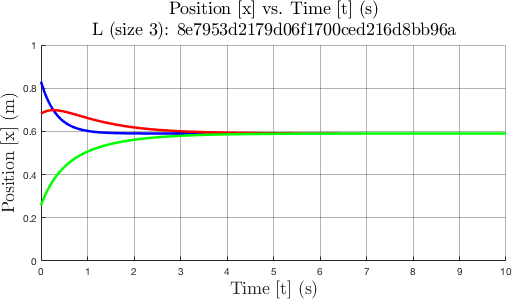 Position [x] vs. Time [t] (s)
L (size 3): 8e7953d2179d06f1700ced216d8bb96a
Position [x] (m)
1
0.8
0.6
0.4
0.2
0
0 1 2 3 4 5 6 7 8 9 10
Time [t] (s)